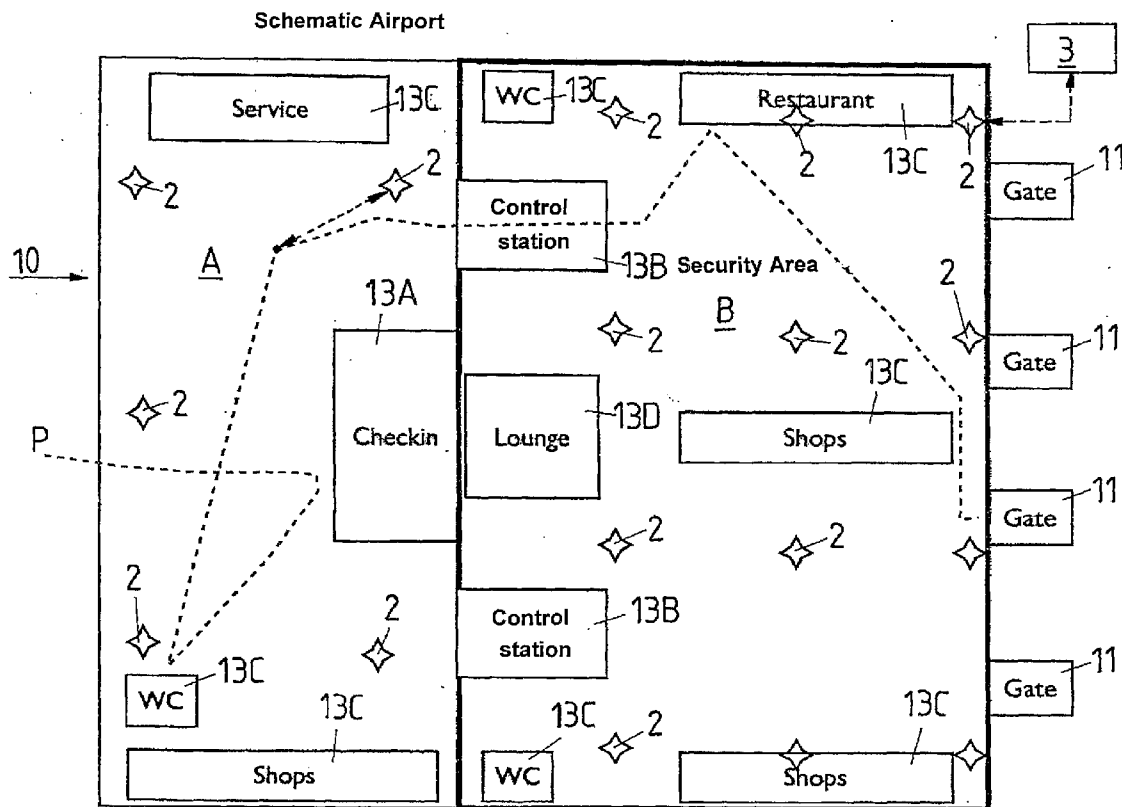 Schematic Airport
3
Service
13C
WC
13C
Restaurant
13C
2
2
2
2
2
11
Gate
Control
station
13B
10
A
Security Area
B
13A
2
2
2
11
Gate
2
13C
P
Checkin
Lounge
13D
Shops
11
Gate
2
2
2
2
Control
station
13B
11
Gate
WC
13C
13C
13C
2
13C
Shops
WC
Shops